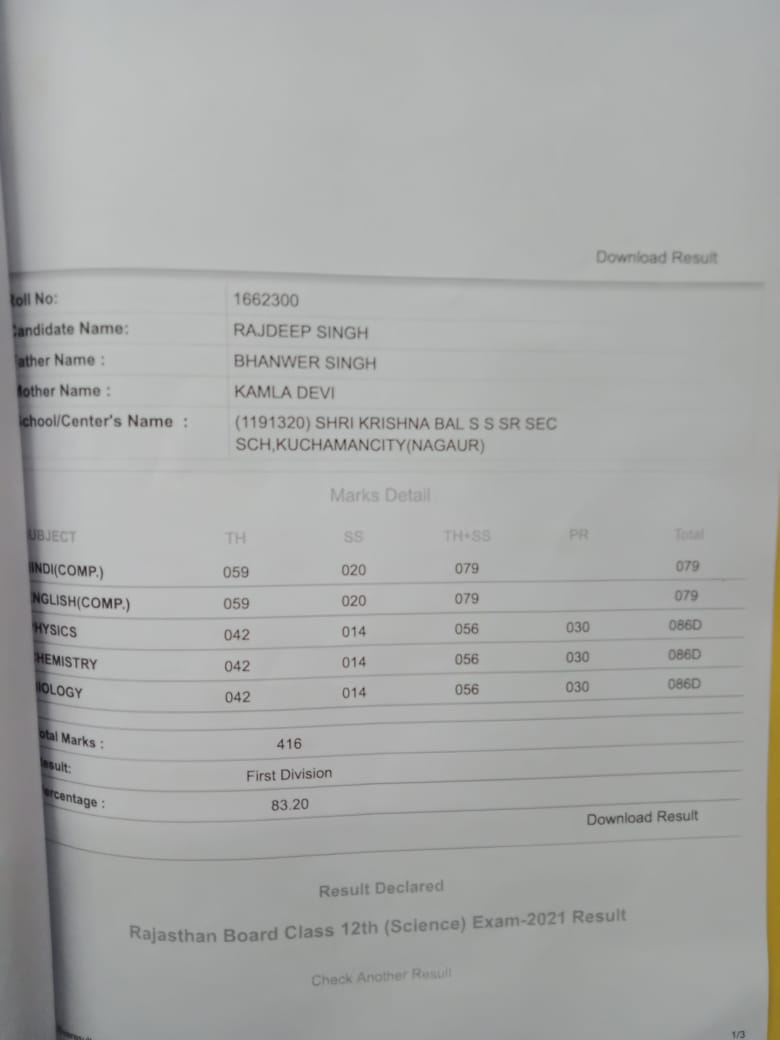 Download Result
oll No: 1662300
andidate Name: RAJDEEP SINGH
ather Name : BHANWER SINGH
other Name : KAMLA DEVI
chool/Center's Name : (1191320) SHRI KRISHNA BAL S S SR SEC
SCH,KUCHAMANCITY(NAGAUR)
Marks Detail
UBJECT TH SS TH+SS PR Total
INDI(COMP.) 059 020 079 079
NGLISH(COMP.) 059 020 079 079
HYSICS 042 014 056 030 086D
HEMISTRY 042 014 056 030 086D
IOLOGY 042 014 056 030 086D
otal Marks : 416
esult: First Division
ercentage : 83.20
Download Result
Result Declared
Rajasthan Board Class 12th (Science) Exam-2021 Result
Check Another Result
1/3